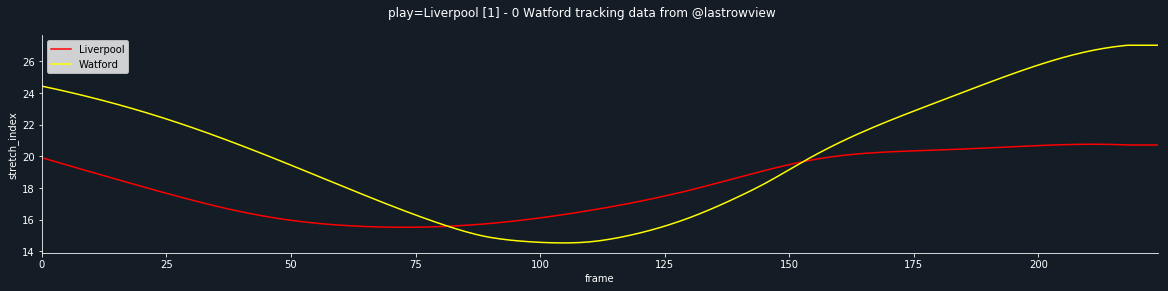 play=Liverpool [1] - 0 Watford tracking data from @lastrowview
Liverpool
Watford
stretch_index
26
24
22
20
18
16
14
0 25 50 75 100 125 150 175 200
frame